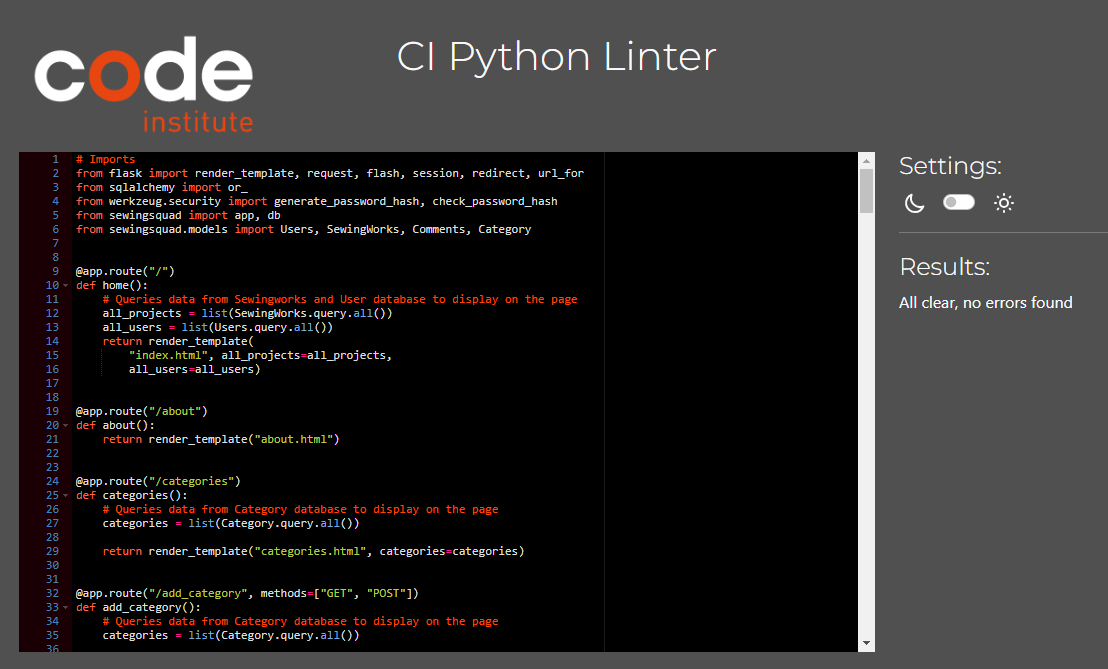 code
institute
CI Python Linter
1 # Imports
2 from flask import render_template, request, flash, session, redirect, url_for
3 from sqlalchemy import or_
4 from werkzeug.security import generate_password_hash, check_password_hash
5 from sewingsquad import app, db
6 from sewingsquad.models import Users, SewingWorks, Comments, Category
7
8
9 @app.route("/")
10 def home():
11     # Queries data from Sewingworks and User database to display on the page
12     all_projects = list(SewingWorks.query.all())
13     all_users = list(Users.query.all())
14     return render_template(
15         "index.html", all_projects=all_projects,
16         all_users=all_users)
17
18
19 @app.route("/about")
20 def about():
21     return render_template("about.html")
22
23
24 @app.route("/categories")
25 def categories():
26     # Queries data from Category database to display on the page
27     categories = list(Category.query.all())
28
29     return render_template("categories.html", categories=categories)
30
31
32 @app.route("/add_category", methods=["GET", "POST"])
33 def add_category():
34     # Queries data from Category database to display on the page
35     categories = list(Category.query.all())
36
Settings:
Results:
All clear, no errors found